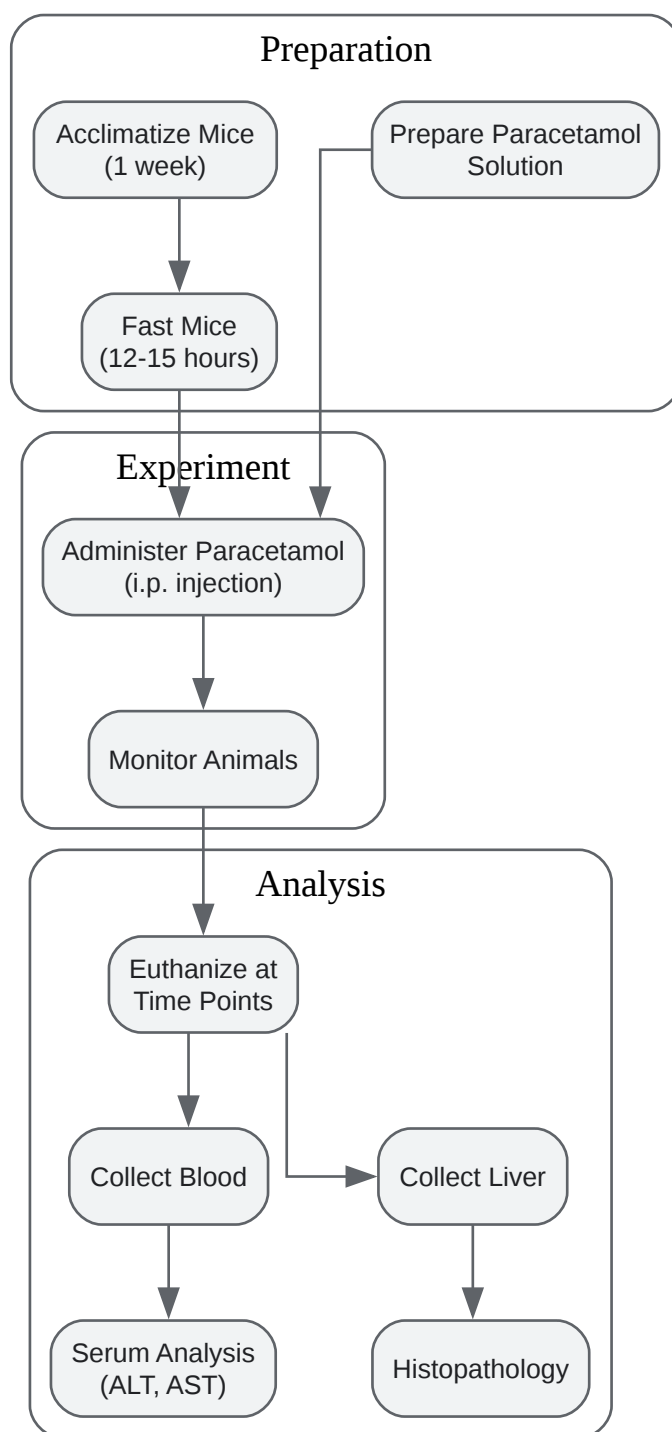 Preparation
Acclimatize Mice
(1 week)
Prepare Paracetamol
Solution
Fast Mice
(12-15 hours)
Experiment
Administer Paracetamol
(i.p. injection)
Monitor Animals
Analysis
Euthanize at
Time Points
Collect Blood
Collect Liver
Serum Analysis
(ALT, AST)
Histopathology